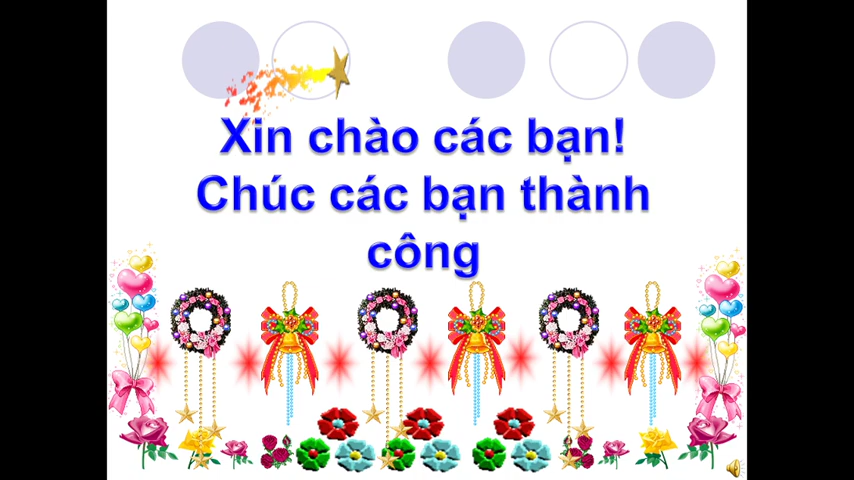 Xin chào các bạn!
Chúc các bạn thành
công